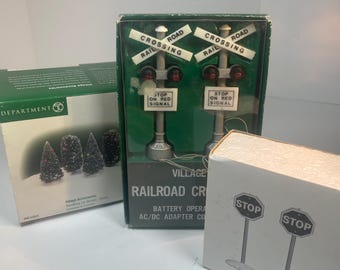 DEPARTMENT
RAILROAD
CROSSING
RAILROAD
CROSSING
STOP
ON RED
SIGNAL
STOP
ON RED
SIGNAL
VILLAGE
RAILROAD CR
BATTERY OPERA
AC/DC ADAPTER CO
STOP
STOP